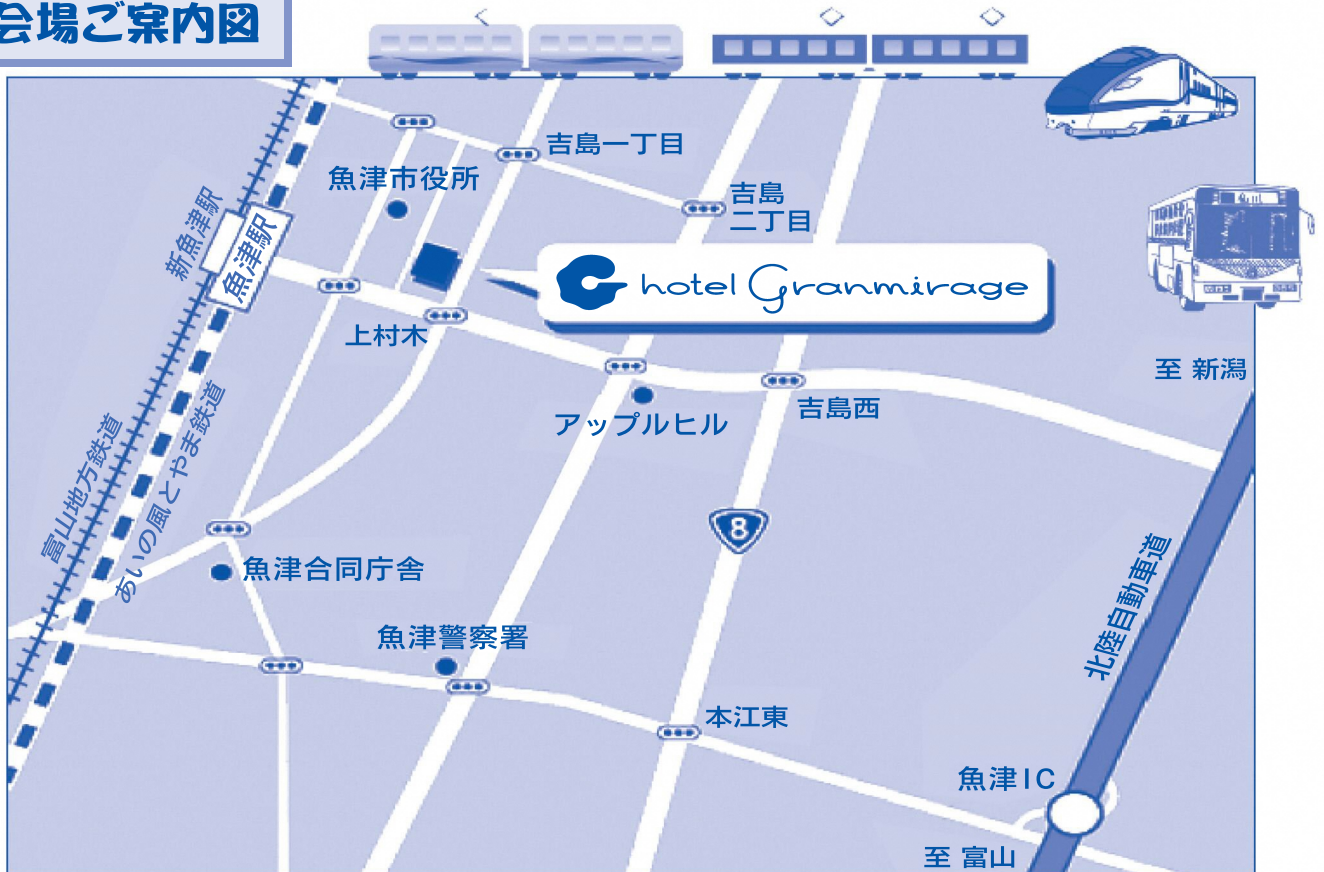 会場ご案内図
吉島一丁目
魚津市役所
吉島
二丁目
新魚津駅
魚津駅
hotel Granmirage
上村木
至 新潟
アップルヒル
吉島西
富山地方鉄道
あいの風とやま鉄道
8
魚津合同庁舎
北陸自動車道
魚津警察署
本江東
魚津IC
至 富山